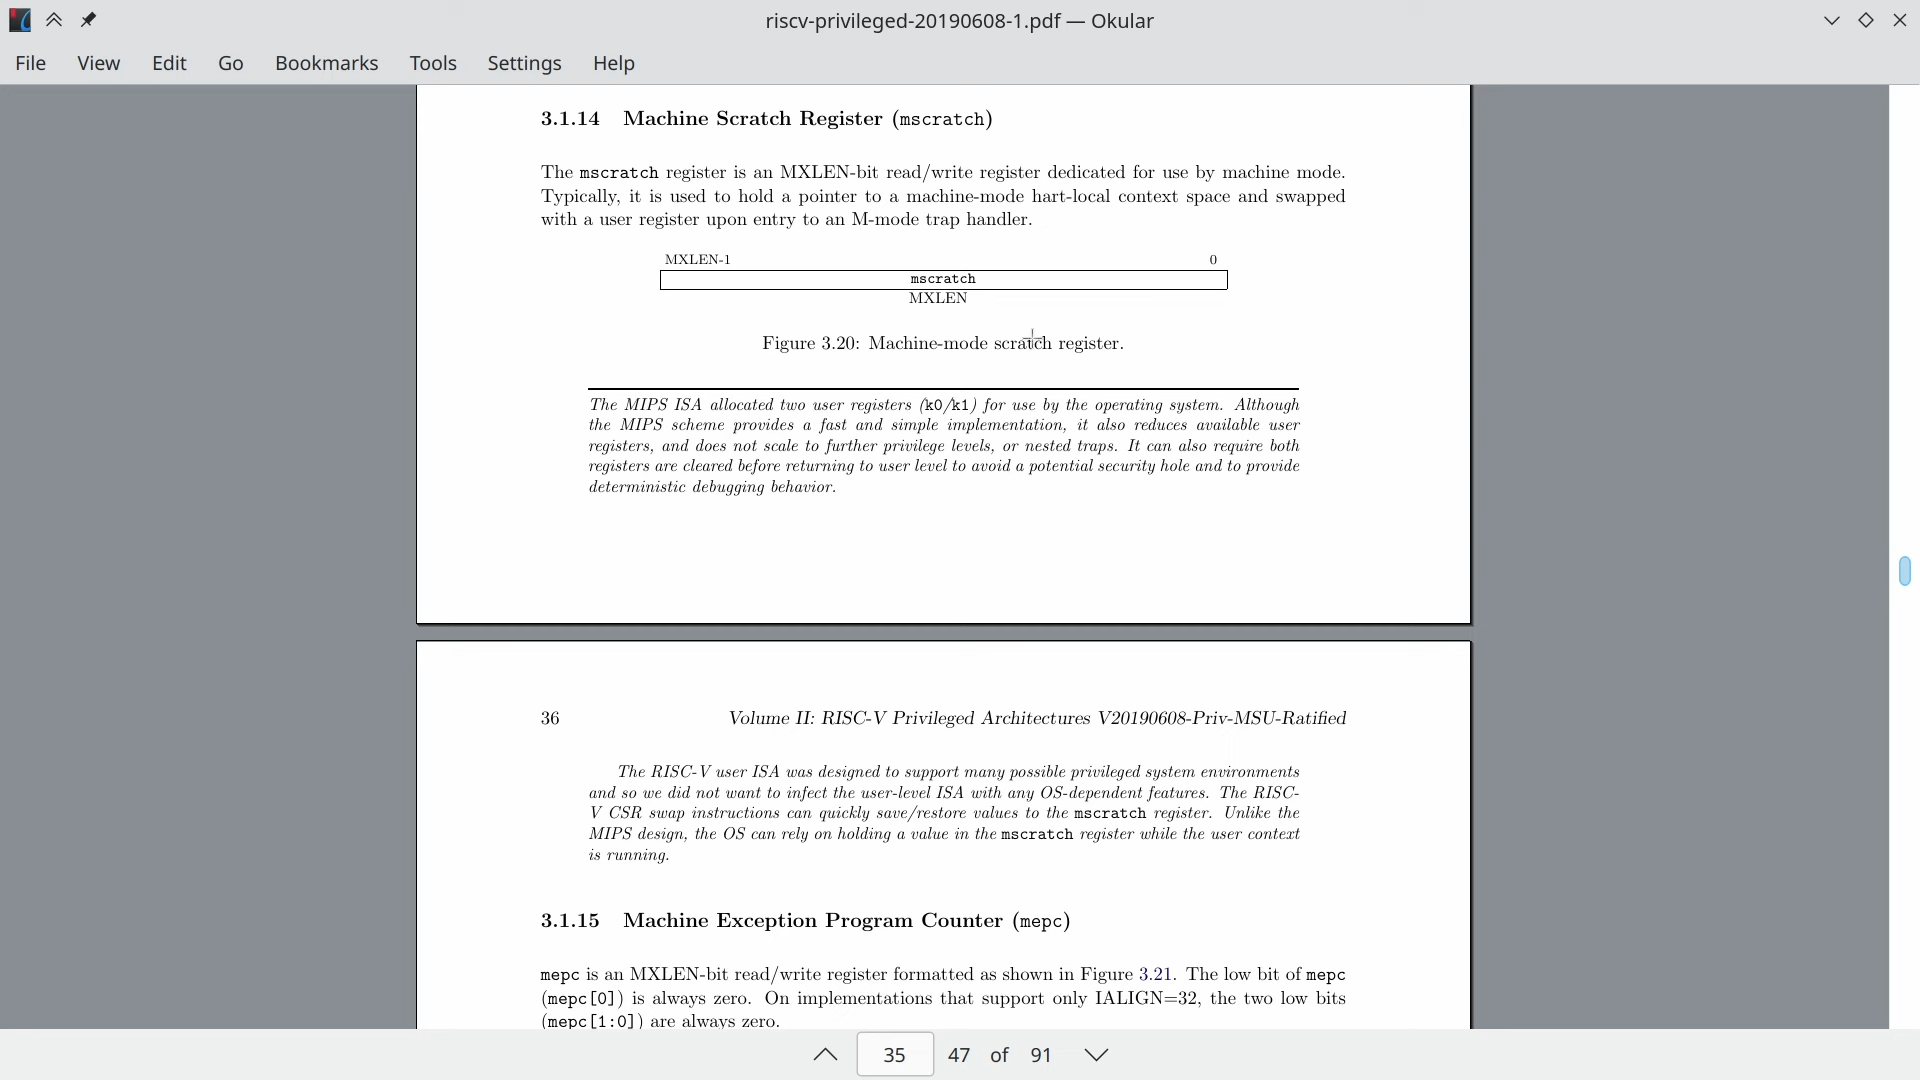 riscv-privileged-20190608-1.pdf — Okular
File View Edit Go Bookmarks Tools Settings Help
3.1.14 Machine Scratch Register (mscratch)
The mscratch register is an MXLEN-bit read/write register dedicated for use by machine mode.
Typically, it is used to hold a pointer to a machine-mode hart-local context space and swapped
with a user register upon entry to an M-mode trap handler.
MXLEN-1 0
mscratch
MXLEN
Figure 3.20: Machine-mode scratch register.
The MIPS ISA allocated two user registers (k0/k1) for use by the operating system. Although
the MIPS scheme provides a fast and simple implementation, it also reduces available user
registers, and does not scale to further privilege levels, or nested traps. It can also require both
registers are cleared before returning to user level to avoid a potential security hole and to provide
deterministic debugging behavior.
36 Volume II: RISC-V Privileged Architectures V20190608-Priv-MSU-Ratified
The RISC-V user ISA was designed to support many possible privileged system environments
and so we did not want to infect the user-level ISA with any OS-dependent features. The RISC-
V CSR swap instructions can quickly save/restore values to the mscratch register. Unlike the
MIPS design, the OS can rely on holding a value in the mscratch register while the user context
is running.
3.1.15 Machine Exception Program Counter (mepc)
mepc is an MXLEN-bit read/write register formatted as shown in Figure 3.21. The low bit of mepc
(mepc[0]) is always zero. On implementations that support only IALIGN=32, the two low bits
(mepc[1:0]) are always zero.
35 47 of 91